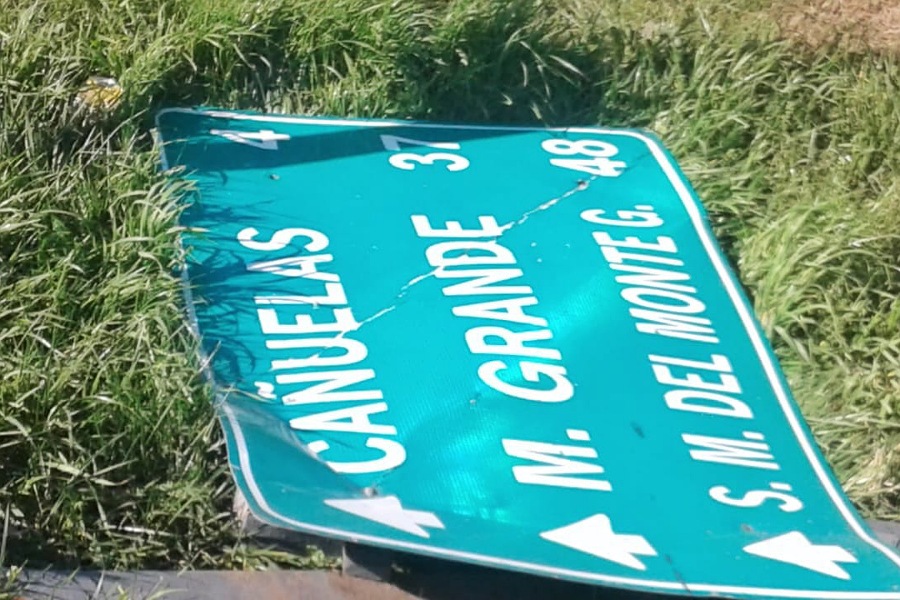 CAÑUELAS 4
M. GRANDE 37
S. M. DEL MONTE G. 48